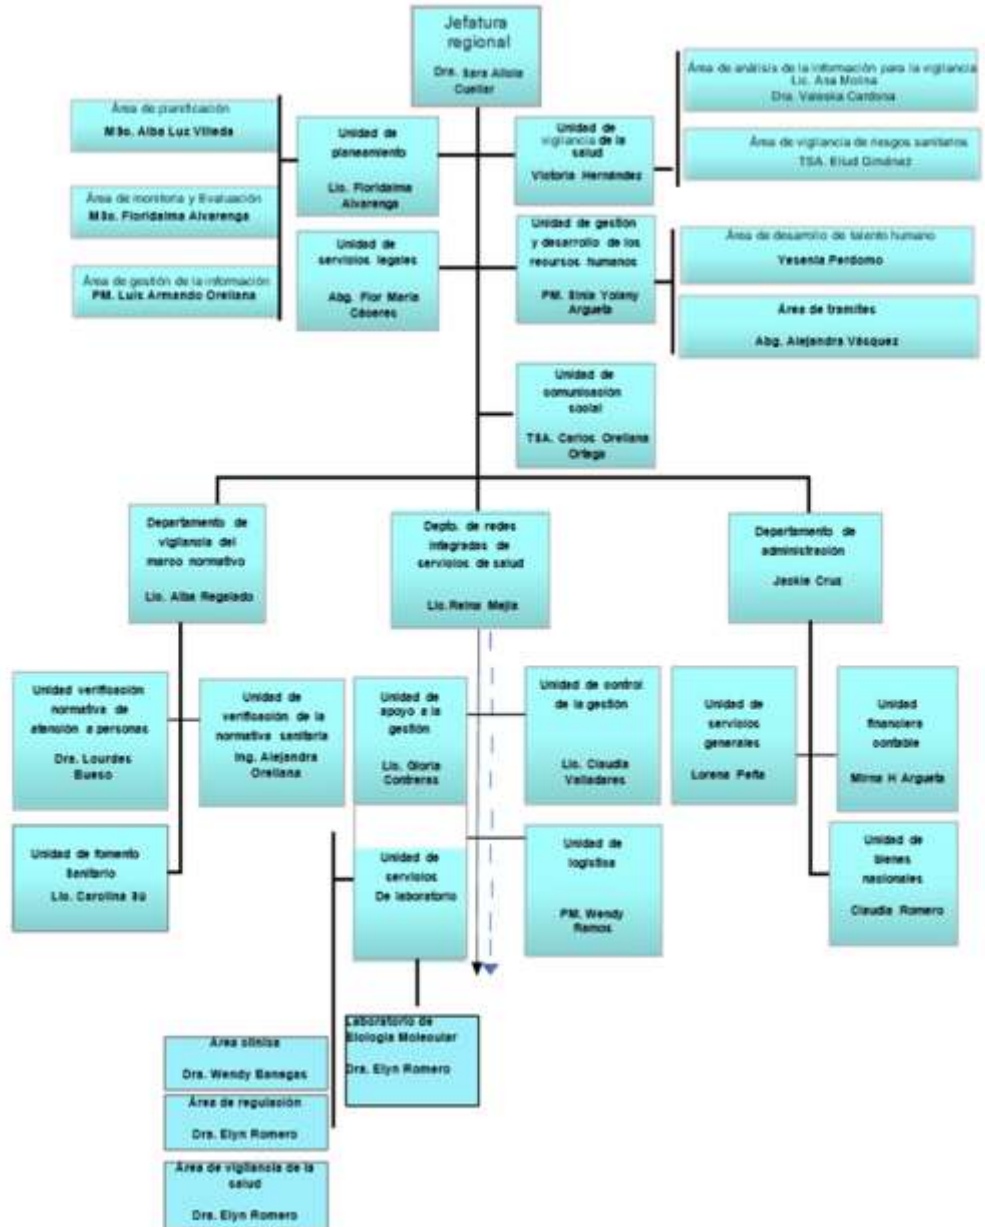 Jefatura
regional
Dra. Sara
Cuellar
Área de planificación
MSc. Alba Luz Villeda
Área de monitoria y Evaluación
MSc. Floridalma Alvarenga
Área de gestión de la información
PM. Luis Armando Orellana
Unidad de
planeamiento
Lic. Floridalma
Alvarenga
Unidad de
servicios legales
Abg. Flor María
Cáceres
Unidad de
vigilancia de la
salud
Victoria Hernández
Unidad de gestión
y desarrollo de los
recursos humanos
PM. Yolany
Argueta
Área de análisis de la información para la vigilancia
Lic. Ana Molina
Dra. Valeska Cardona
Área de vigilancia de riesgos sanitarios
TSA. Eliud Giménez
Área de desarrollo de talento humano
Yesenia Perdomo
Área de tramites
Abg. Alejandra Vásquez
Unidad de
comunicación
social
TSA. Carlos Orellana
Ortega
Departamento de
vigilancia del
marco normativo
Lic. Alba Regalado
Depto. de redes
integradas de
servicios de salud
Lic. Reina Mejía
Departamento de
administración
Jackie Cruz
Unidad verificación
normativa de
atención a personas
Dra. Lourdes
Bueso
Unidad de
verificación de la
normativa sanitaria
Ing. Alejandra
Orellana
Unidad de fomento
Sanitario
Lic. Carolina Sú
Unidad de
apoyo a la
gestión
Lic. Gloria
Contreras
Unidad de control
de la gestión
Lic. Claudia
Valladares
Unidad de
servicios
De laboratorio
Unidad de
logística
PM. Wendy
Ramos
Unidad de
servicios
generales
Lorena Peña
Unidad
financiera
contable
Mirna H Argueta
Unidad de
bienes
nacionales
Claudia Romero
Laboratorio de
Biología Molecular
Dra. Elyn Romero
Área clínica
Dra. Wendy Banegas
Área de regulación
Dra. Elyn Romero
Área de vigilancia de la
salud
Dra. Elyn Romero